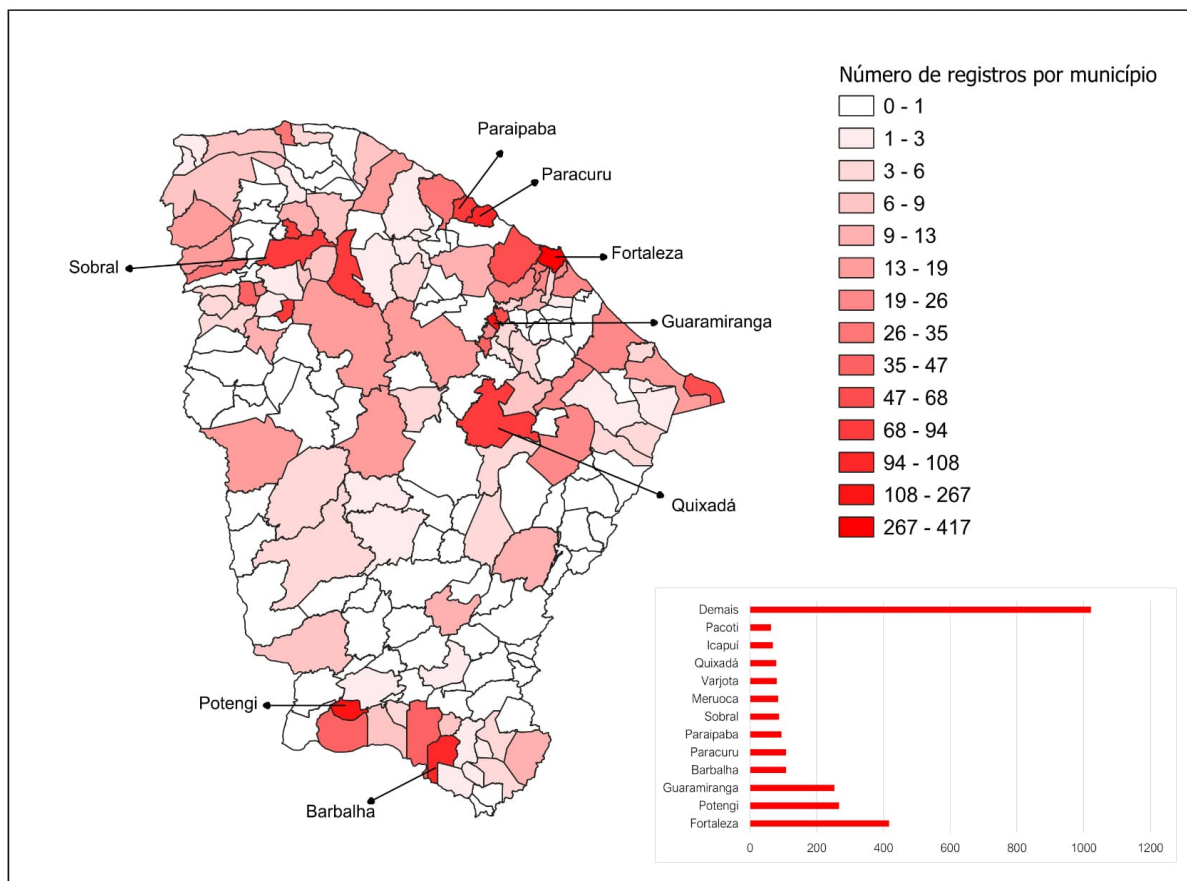 Número de registros por município
0 - 1
1 - 3
3 - 6
6 - 9
9 - 13
13 - 19
19 - 26
26 - 35
35 - 47
47 - 68
68 - 94
94 - 108
108 - 267
267 - 417
Paraipaba
Paracuru
Sobral
Fortaleza
Guaramiranga
Quixadá
Potengi
Barbalha
Demais
Pacoti
Icapuí
Quixadá
Varjota
Meruoca
Sobral
Paraipaba
Paracuru
Barbalha
Guaramiranga
Potengi
Fortaleza
0 200 400 600 800 1000 1200